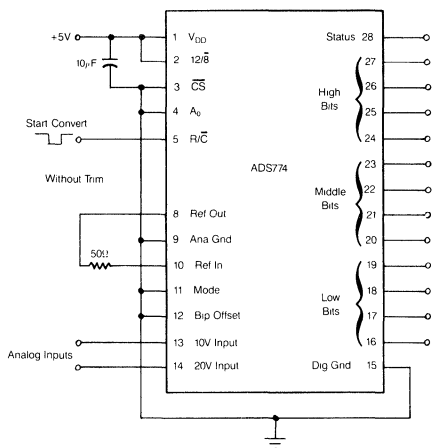 +5V 1 V_DD Status 28
2 12/8̅ 27
10µF
3 C̅S̅ High Bits 26
4 A₀ 25
Start Convert 5 R/C̅ 24
ADS774
Without Trim
23
Middle Bits 22
8 Ref Out 21
9 Ana Gnd 20
50Ω 10 Ref In 19
11 Mode Low Bits 18
12 Bip Offset 17
13 10V Input 16
Analog Inputs 14 20V Input Dig Gnd 15